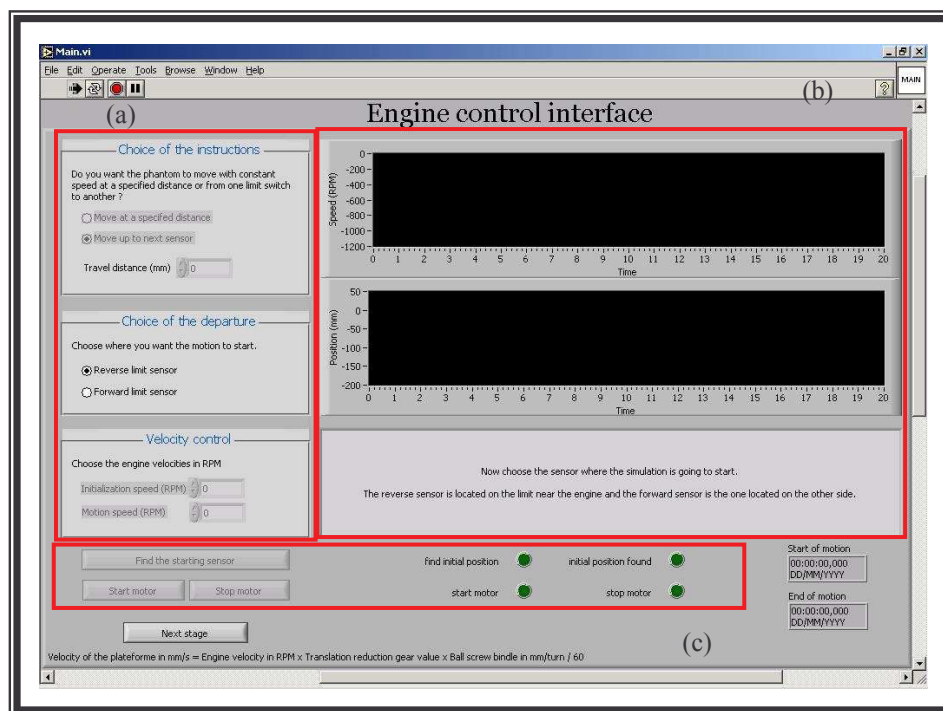 Main.vi
File Edit Operate Tools Browse Window Help
MAIN
(a)
(b)
Engine control interface
Choice of the instructions
Do you want the phantom to move with constant
speed at a specified distance or from one limit switch
to another ?
Move at a specifed distance
Move up to next sensor
Travel distance (mm) 0
Choice of the departure
Choose where you want the motion to start.
Reverse limit sensor
Forward limit sensor
Velocity control
Choose the engine velocities in RPM
Initialization speed (RPM) 0
Motion speed (RPM) 0
Speed (RPM)
0
-200
-400
-600
-800
-1000
-1200
0 1 2 3 4 5 6 7 8 9 10 11 12 13 14 15 16 17 18 19 20
Time
Position (mm)
50
0
-50
-100
-150
-200
0 1 2 3 4 5 6 7 8 9 10 11 12 13 14 15 16 17 18 19 20
Time
Now choose the sensor where the simulation is going to start.
The reverse sensor is located on the limit near the engine and the forward sensor is the one located on the other side.
Find the starting sensor
Start motor Stop motor
find initial position initial position found
start motor stop motor
Start of motion
00:00:00,000
DD/MM/YYYY
End of motion
00:00:00,000
DD/MM/YYYY
Next stage
(c)
Velocity of the plateforme in mm/s = Engine velocity in RPM x Translation reduction gear value x Ball screw bindle in mm/turn / 60